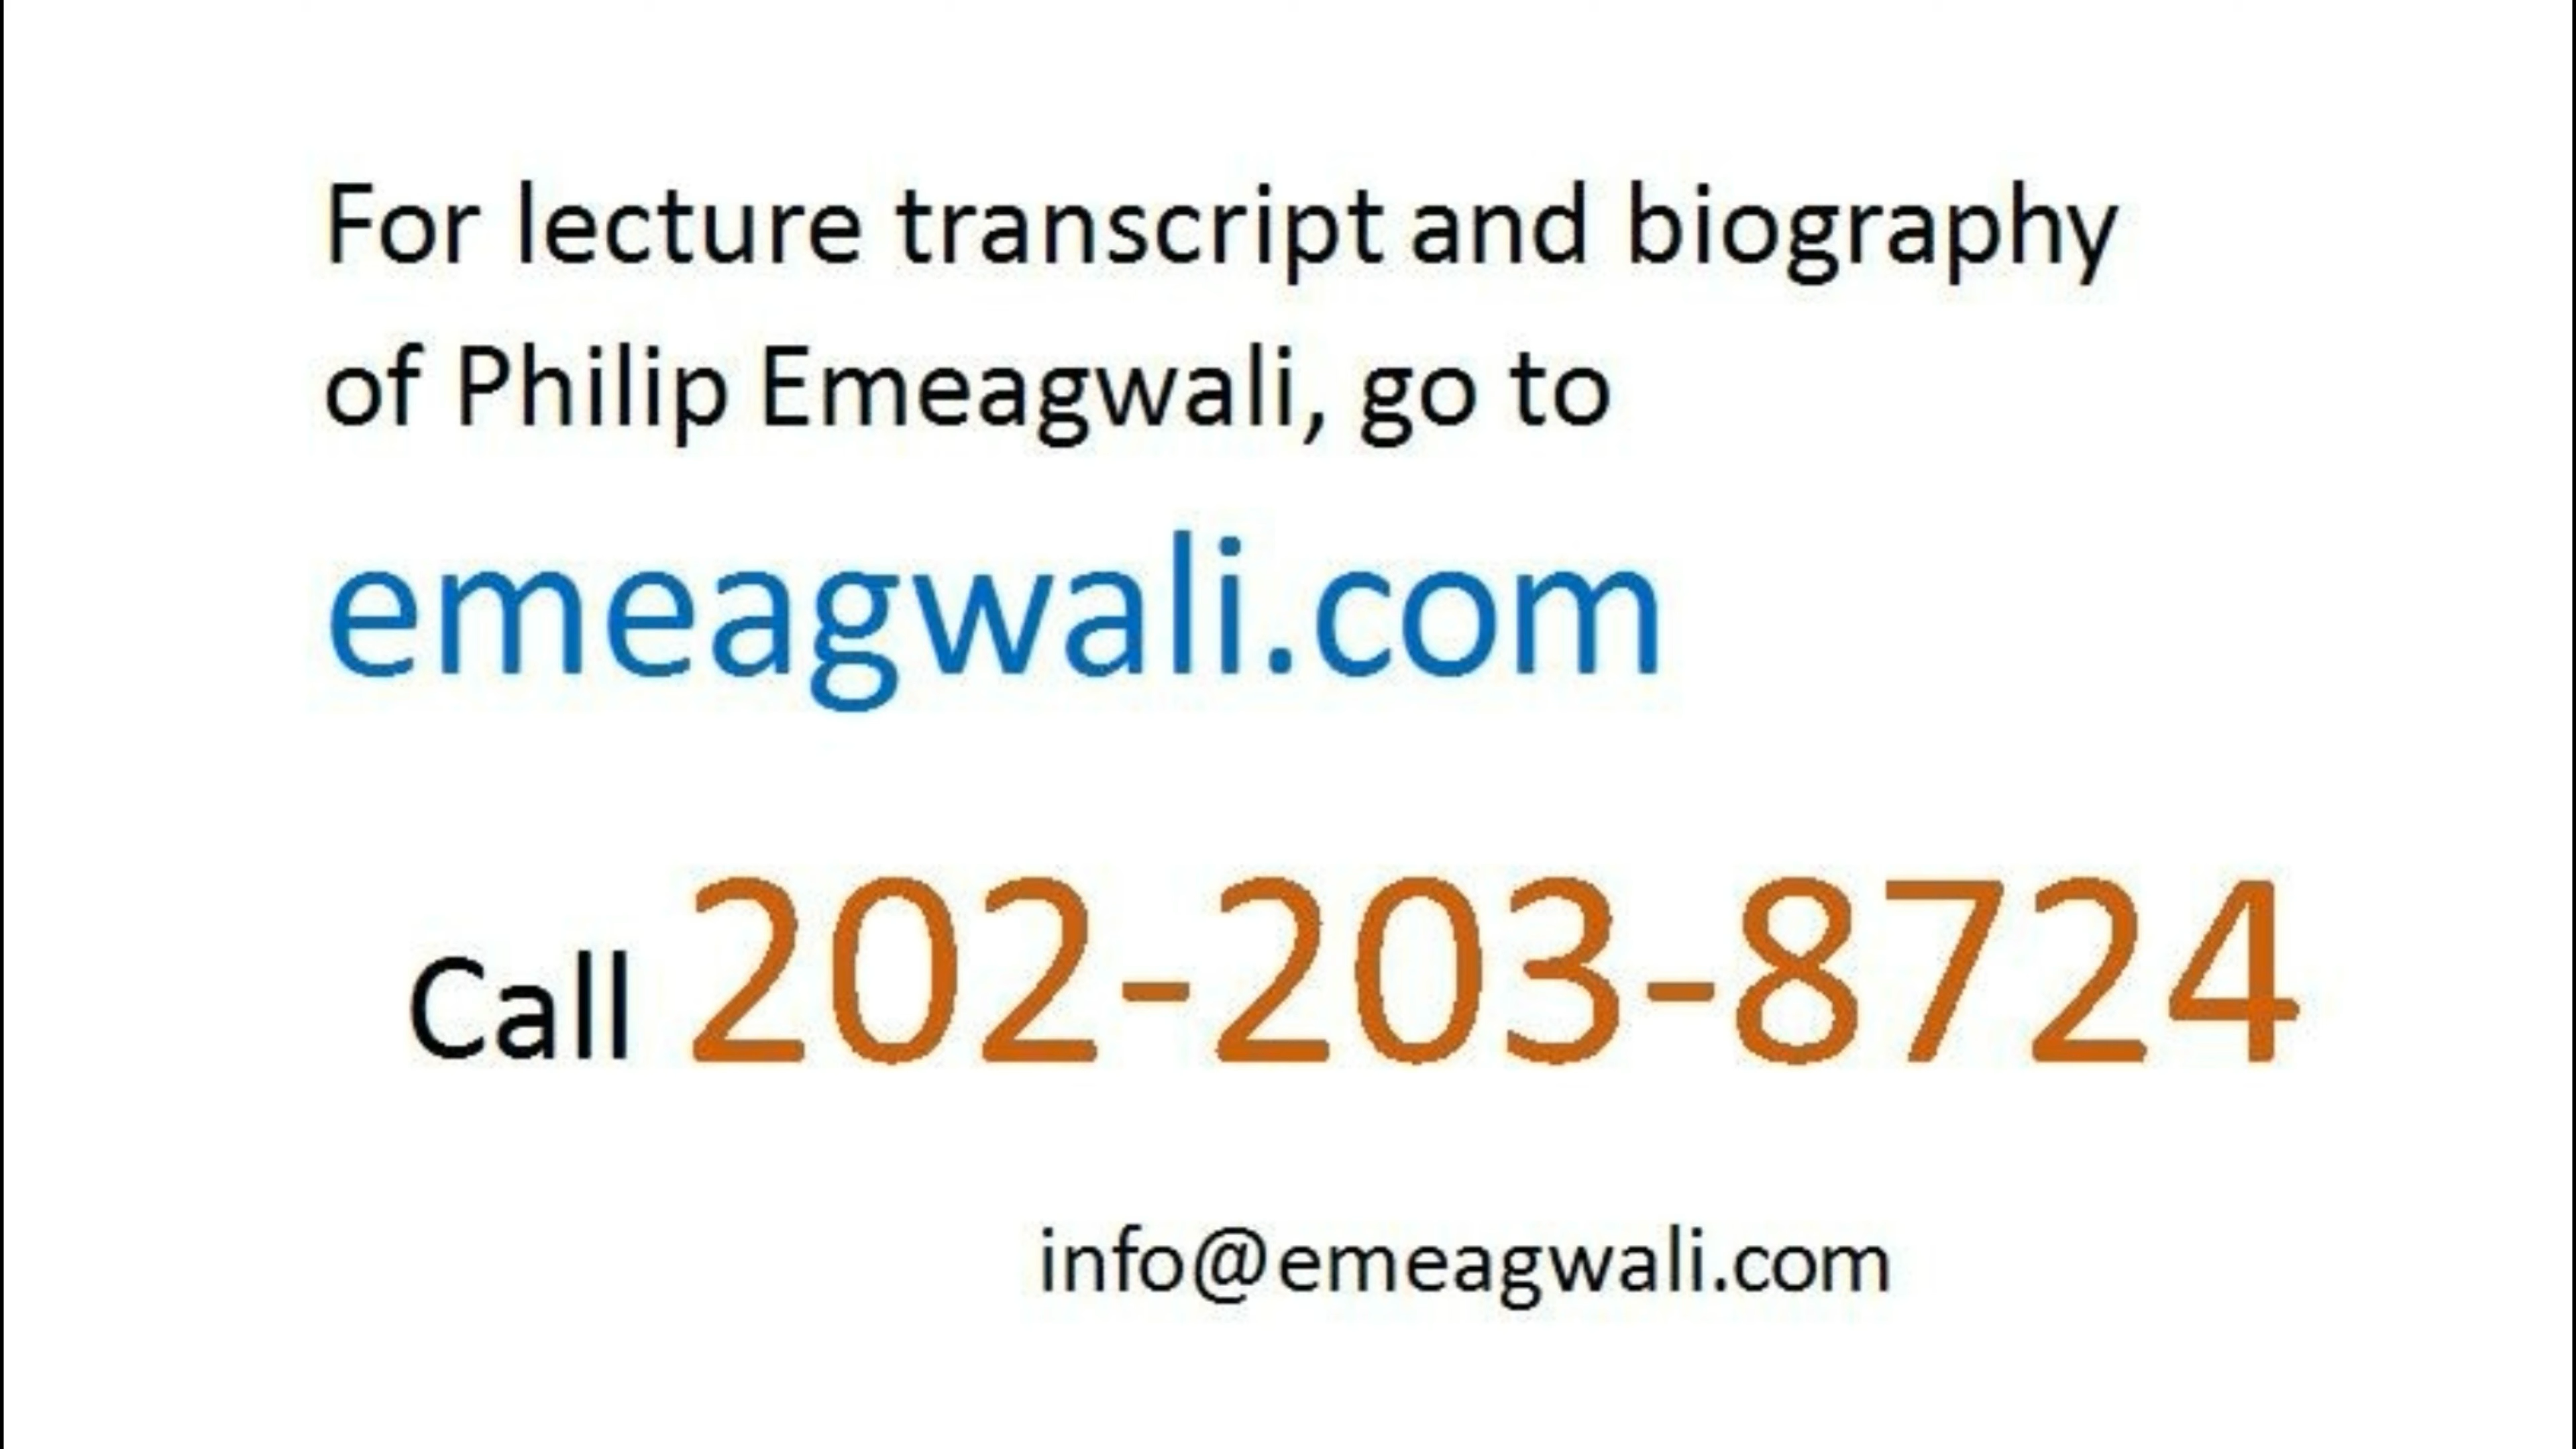 For lecture transcript and biography
of Philip Emeagwali, go to
emeagwali.com
Call 202-203-8724
info@emeagwali.com